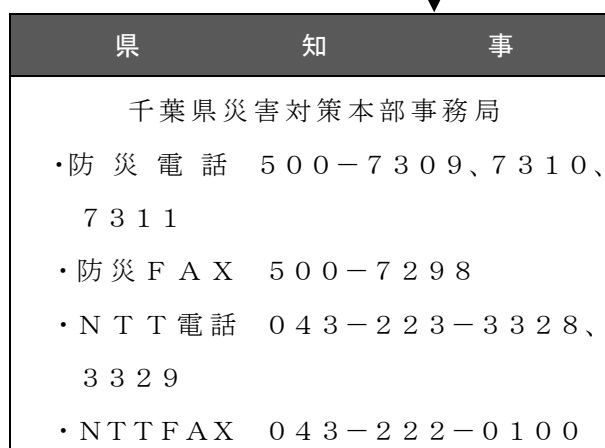 県知事
千葉県災害対策本部事務局
・防災電話 ５００－７３０９、７３１０、
７３１１
・防災ＦＡＸ ５００－７２９８
・ＮＴＴ電話 ０４３－２２３－３３２８、
３３２９
・ＮＴＴＦＡＸ ０４３－２２２－０１００